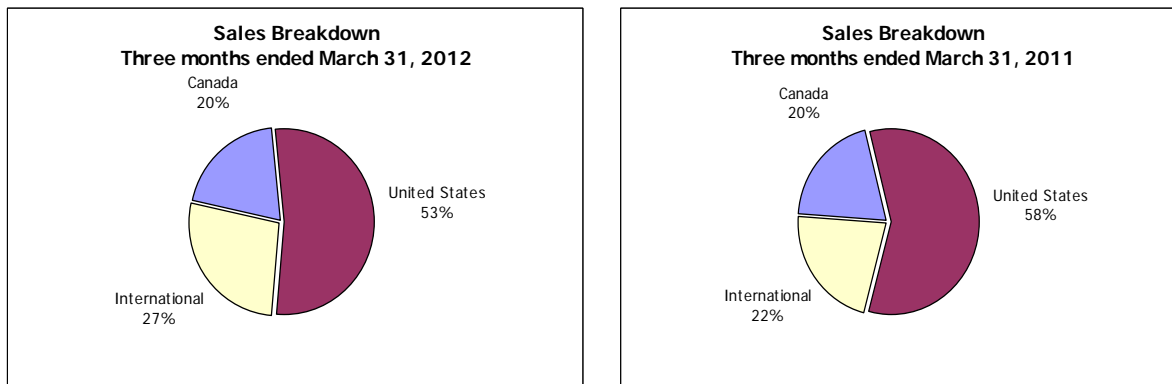 Sales Breakdown
Three months ended March 31, 2012
Canada
20%
United States
53%
International
27%
Sales Breakdown
Three months ended March 31, 2011
Canada
20%
United States
58%
International
22%